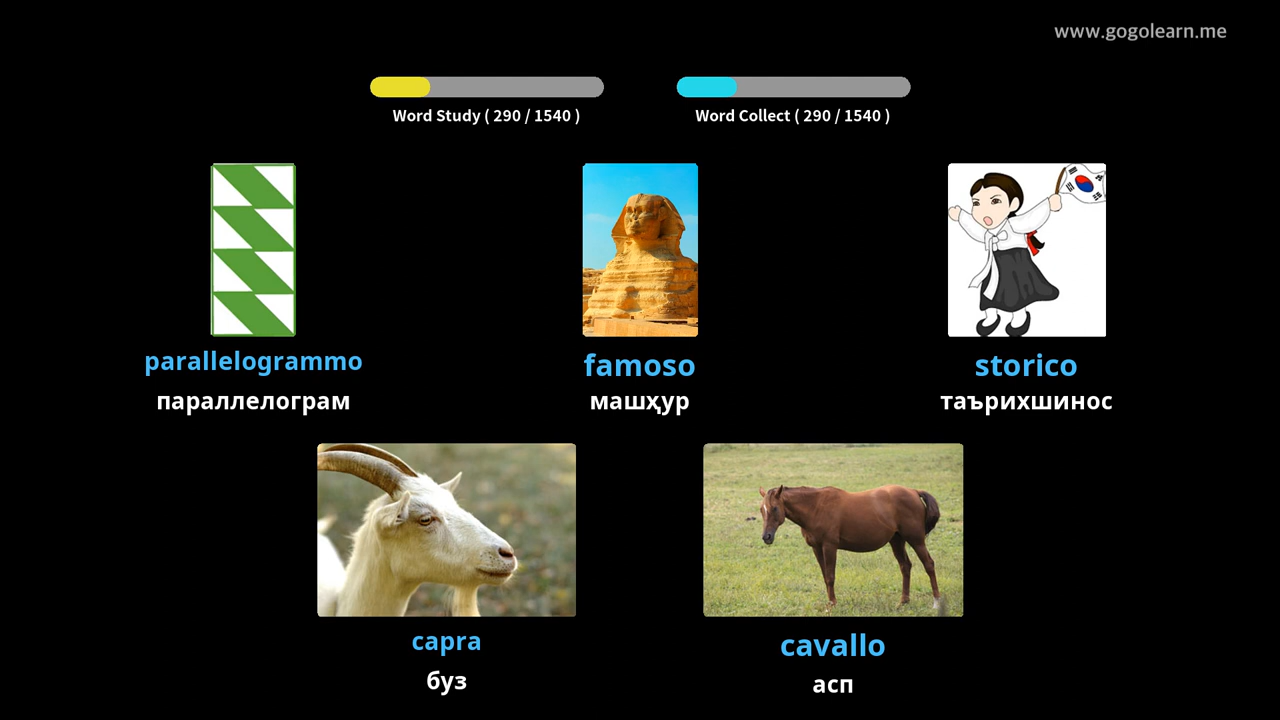 www.gogolearn.me
Word Study ( 290 / 1540 )
Word Collect ( 290 / 1540 )
parallelogrammo
параллелограм
famoso
машҳур
storico
таърихшинос
capra
буз
cavallo
асп